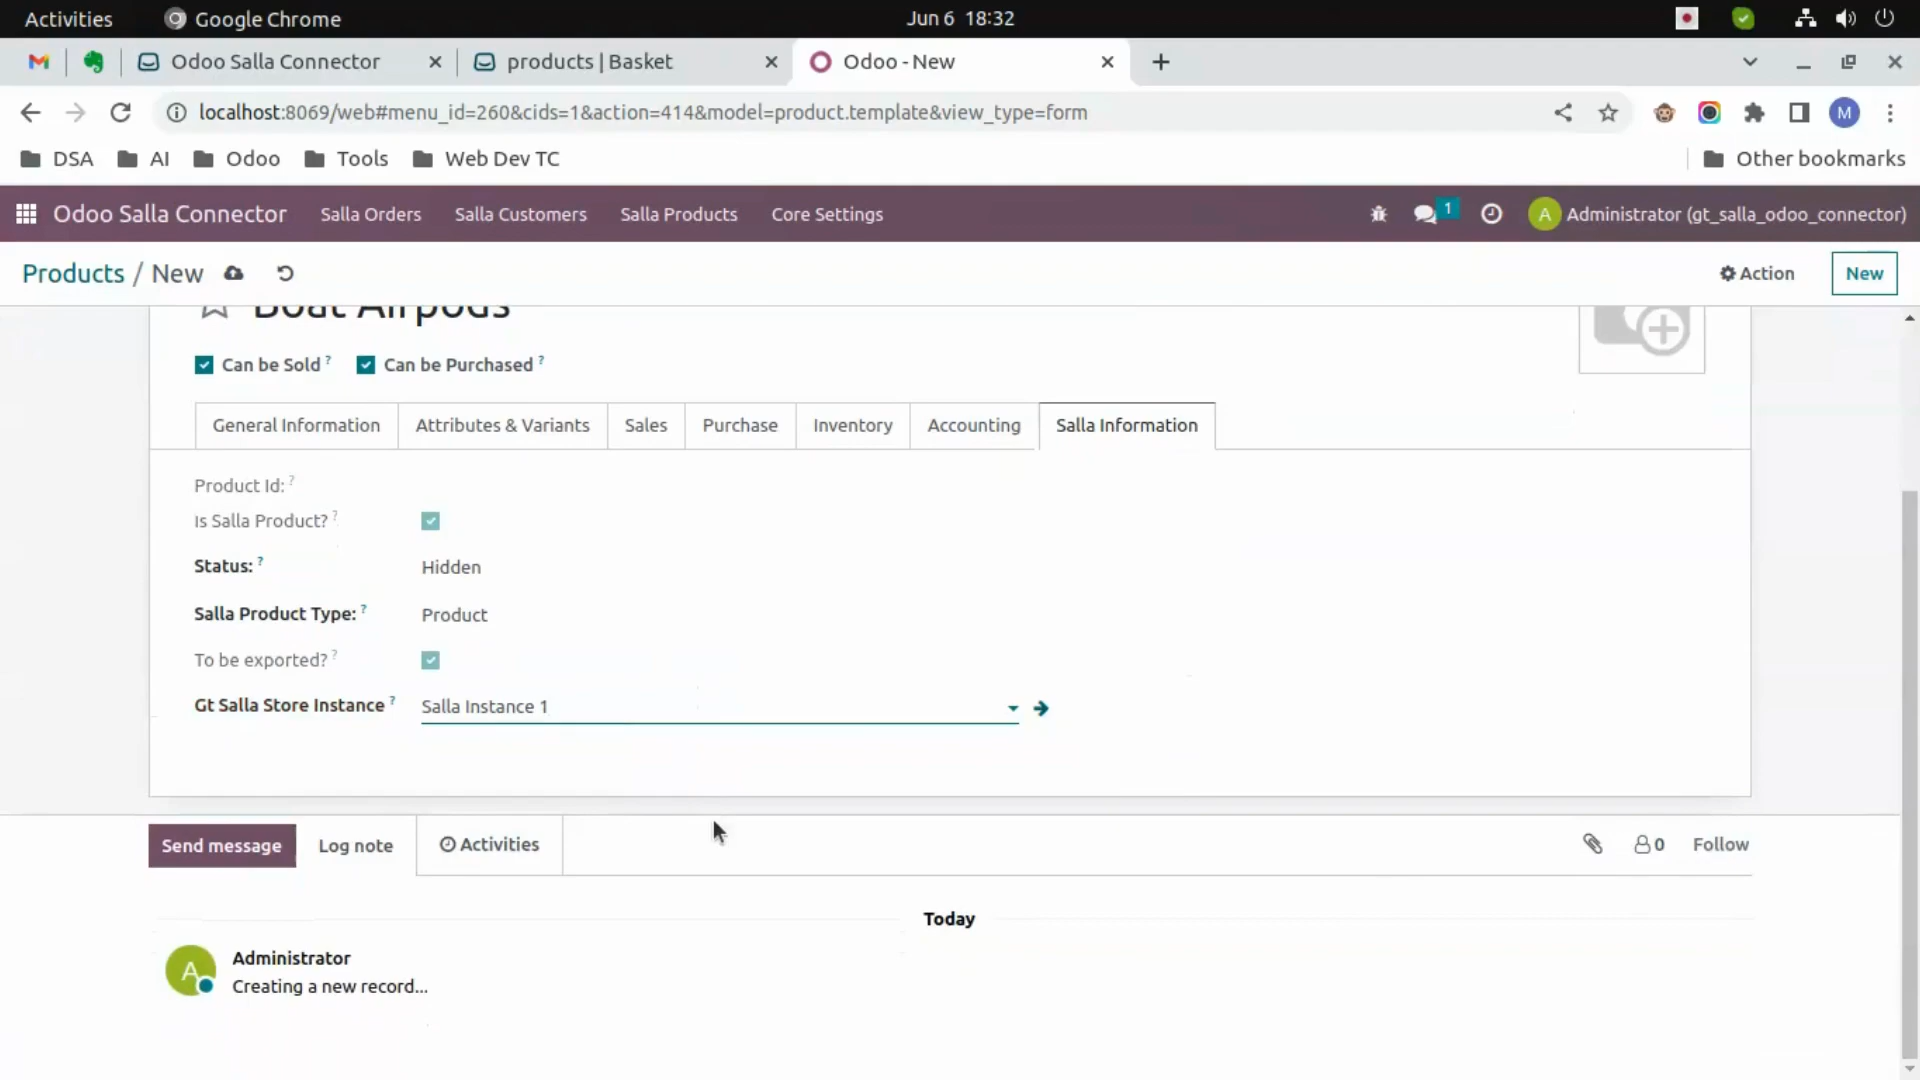 Activities Google Chrome Jun 6 18:32
Odoo Salla Connector products | Basket Odoo - New
localhost:8069/web#menu_id=260&cids=1&action=414&model=product.template&view_type=form M
DSA AI Odoo Tools Web Dev TC Other bookmarks
Odoo Salla Connector Salla Orders Salla Customers Salla Products Core Settings 1 A Administrator (gt_salla_odoo_connector)
Products / New Action New
Boat Airpods
Can be Sold ? Can be Purchased ?
General Information Attributes & Variants Sales Purchase Inventory Accounting Salla Information
Product Id: ?
Is Salla Product? ?
Status: ? Hidden
Salla Product Type: ? Product
To be exported? ?
Gt Salla Store Instance ? Salla Instance 1
Send message Log note Activities 0 Follow
Today
A Administrator
Creating a new record...